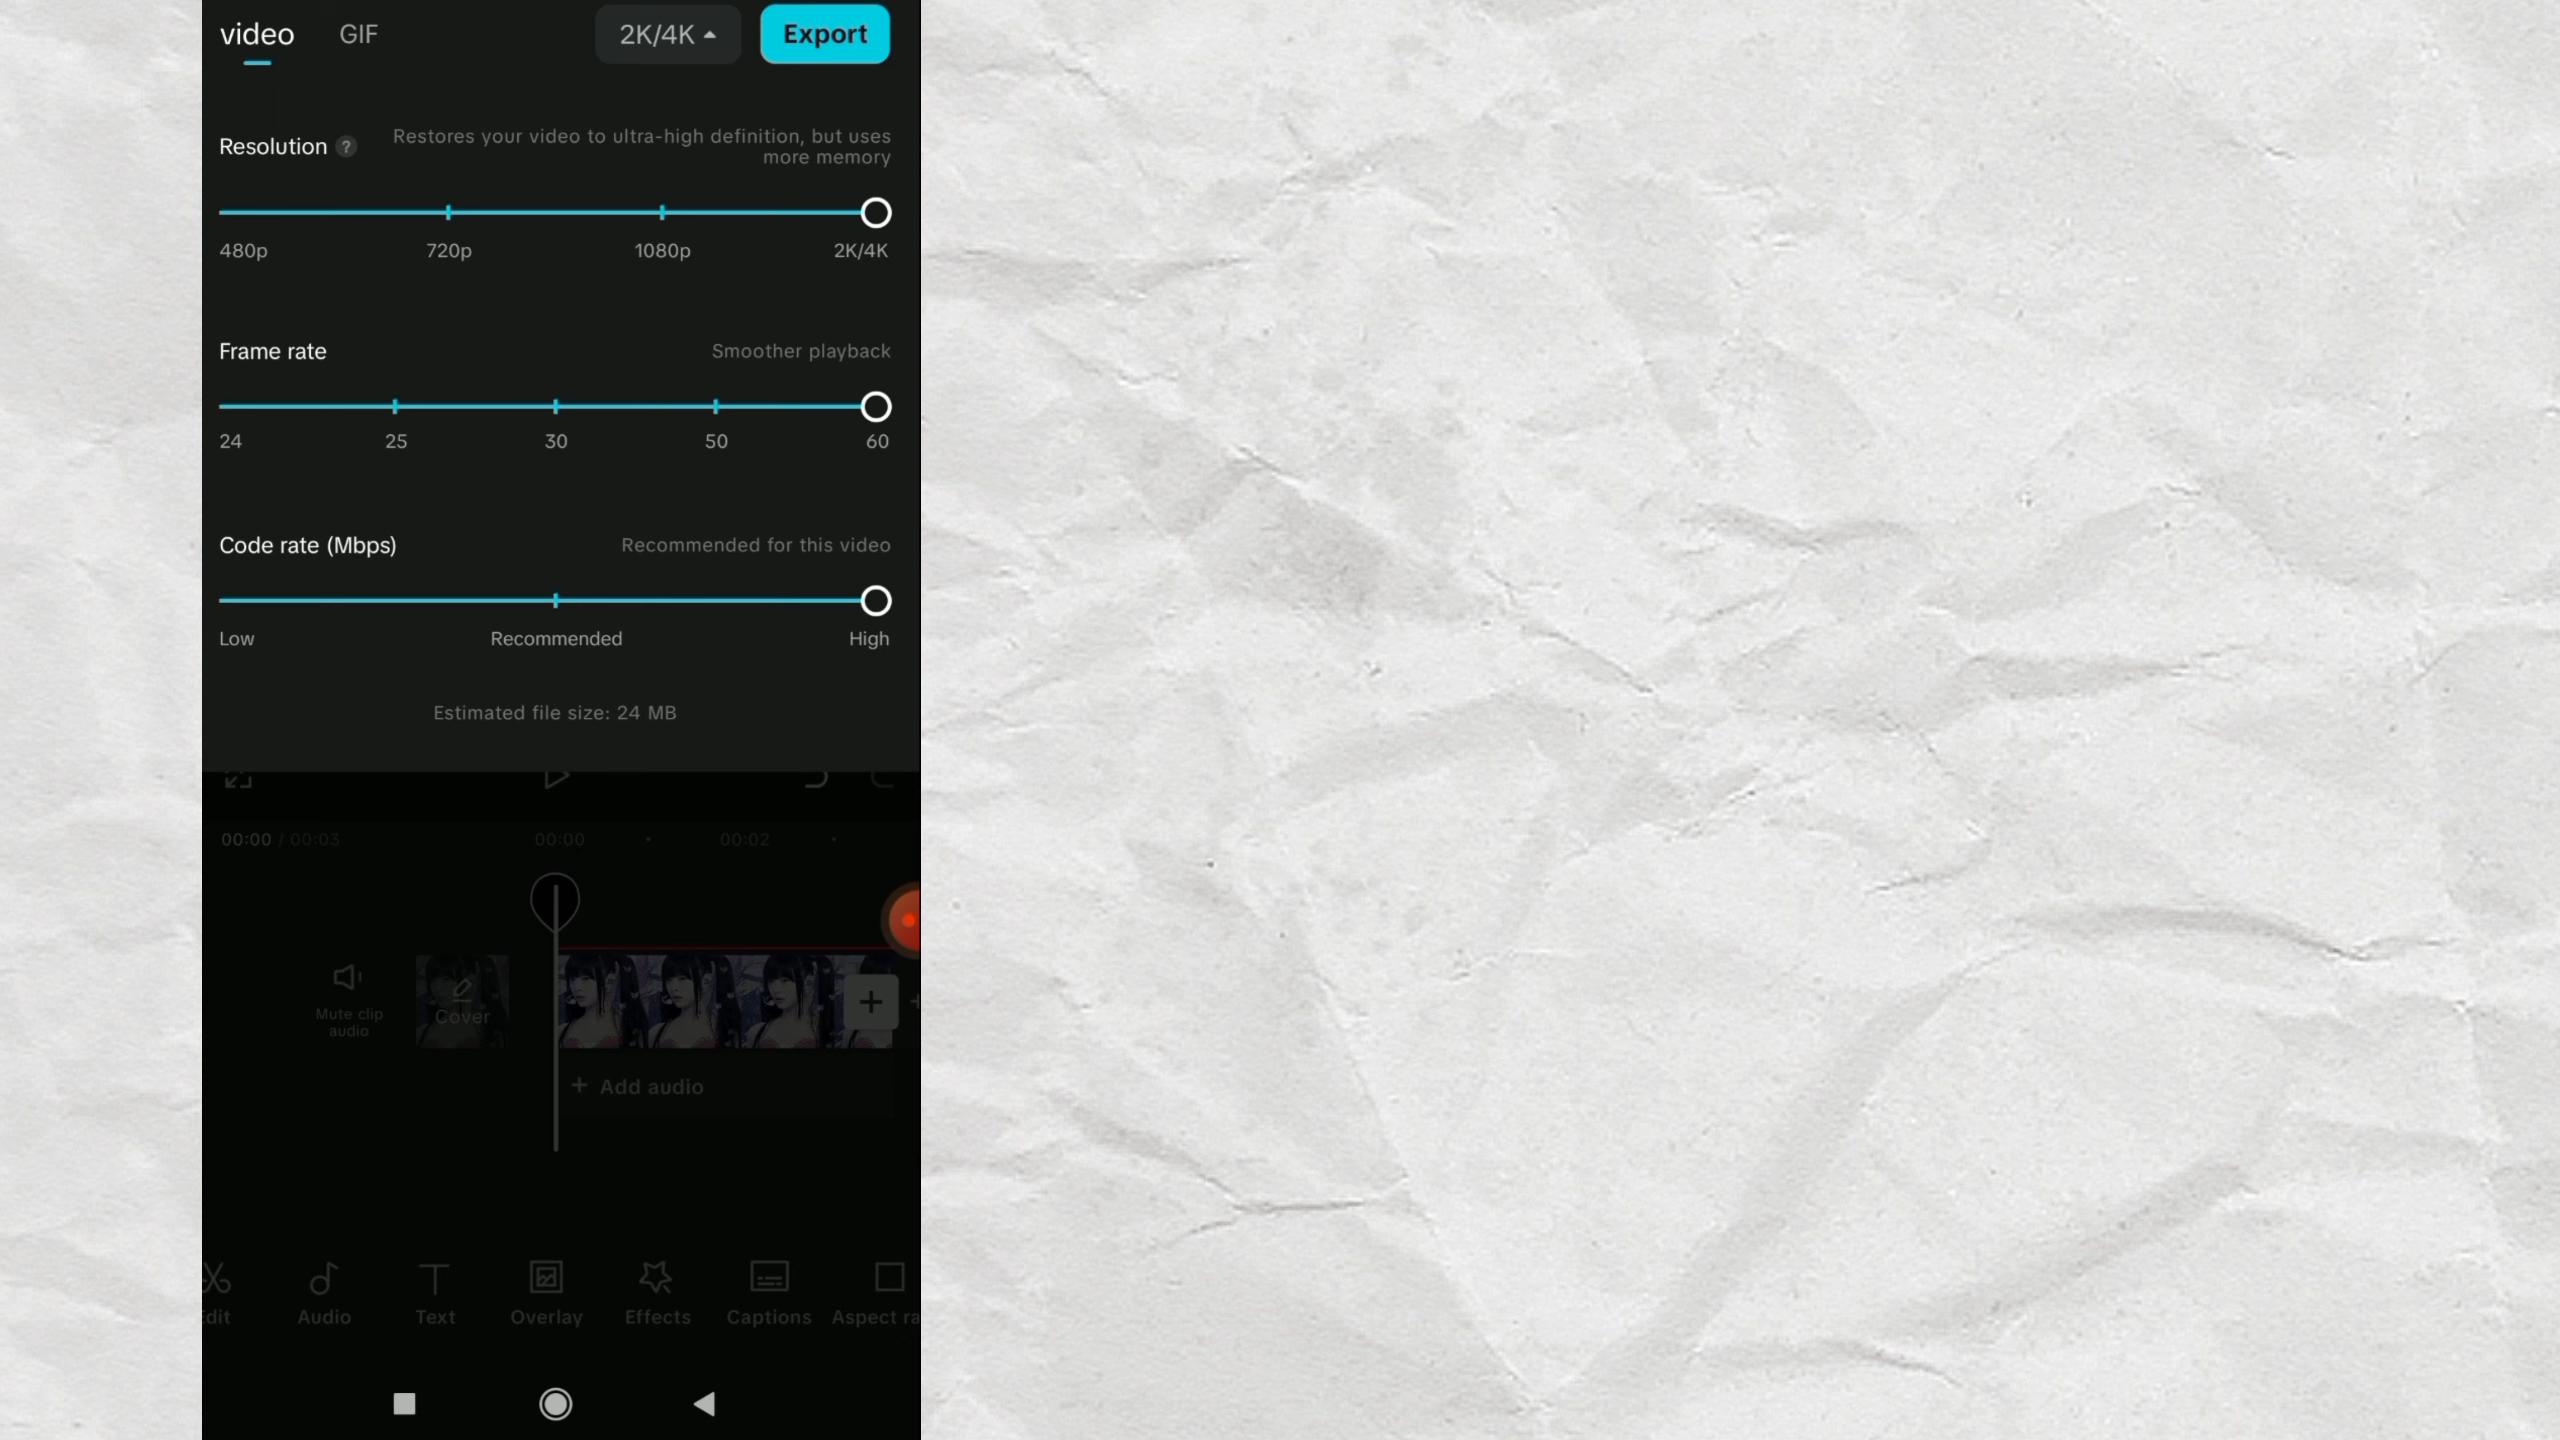 video GIF 2K/4K Export
Resolution ? Restores your video to ultra-high definition, but uses
more memory
480p 720p 1080p 2K/4K
Frame rate Smoother playback
24 25 30 50 60
Code rate (Mbps) Recommended for this video
Low Recommended High
Estimated file size: 24 MB
00:00 / 00:03 00:00 00:02
Mute clip
audio
Cover
+ Add audio
Edit Audio Text Overlay Effects Captions Aspect ra